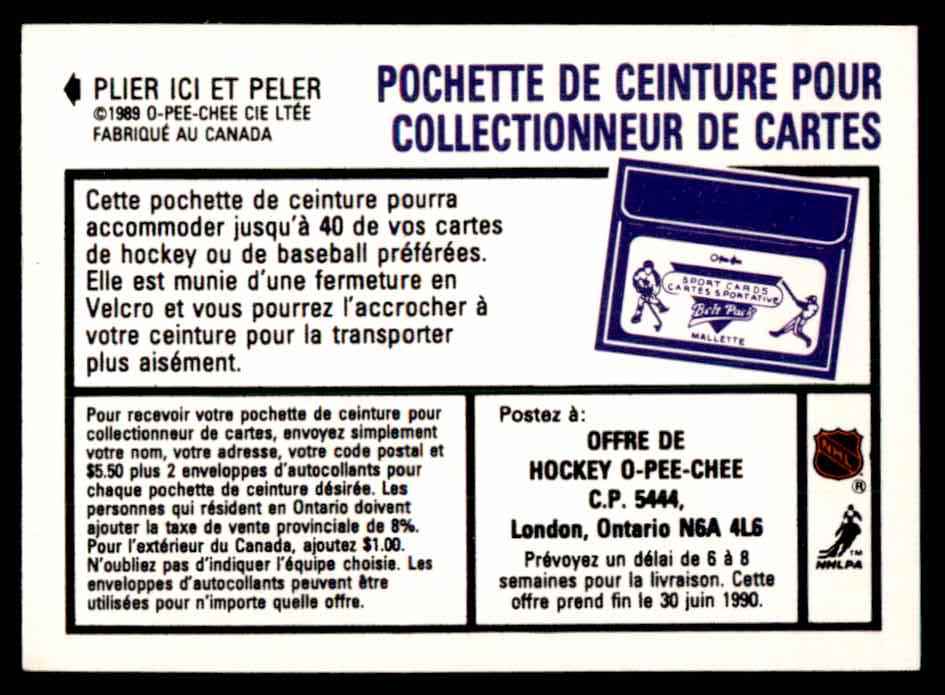 PLIER ICI ET PELER
©1989 O-PEE-CHEE CIE LTÉE
FABRIQUÉ AU CANADA
POCHETTE DE CEINTURE POUR
COLLECTIONNEUR DE CARTES
Cette pochette de ceinture pourra
accommoder jusqu'à 40 de vos cartes
de hockey ou de baseball préférées.
Elle est munie d'une fermeture en
Velcro et vous pourrez l'accrocher à
votre ceinture pour la transporter
plus aisément.
O-Pee-Chee
SPORT CARDS
CARTES SPORTATIVE
Belt Pack
MALLETTE
Pour recevoir votre pochette de ceinture pour
collectionneur de cartes, envoyez simplement
votre nom, votre adresse, votre code postal et
$5.50 plus 2 enveloppes d'autocollants pour
chaque pochette de ceinture désirée. Les
personnes qui résident en Ontario doivent
ajouter la taxe de vente provinciale de 8%.
Pour l'extérieur du Canada, ajoutez $1.00.
N'oubliez pas d'indiquer l'équipe choisie. Les
enveloppes d'autocollants peuvent être
utilisées pour n'importe quelle offre.
Postez à:
OFFRE DE
HOCKEY O-PEE-CHEE
C.P. 5444,
London, Ontario N6A 4L6
Prévoyez un délai de 6 à 8
semaines pour la livraison. Cette
offre prend fin le 30 juin 1990.
NHL
®
TM
NHLPA